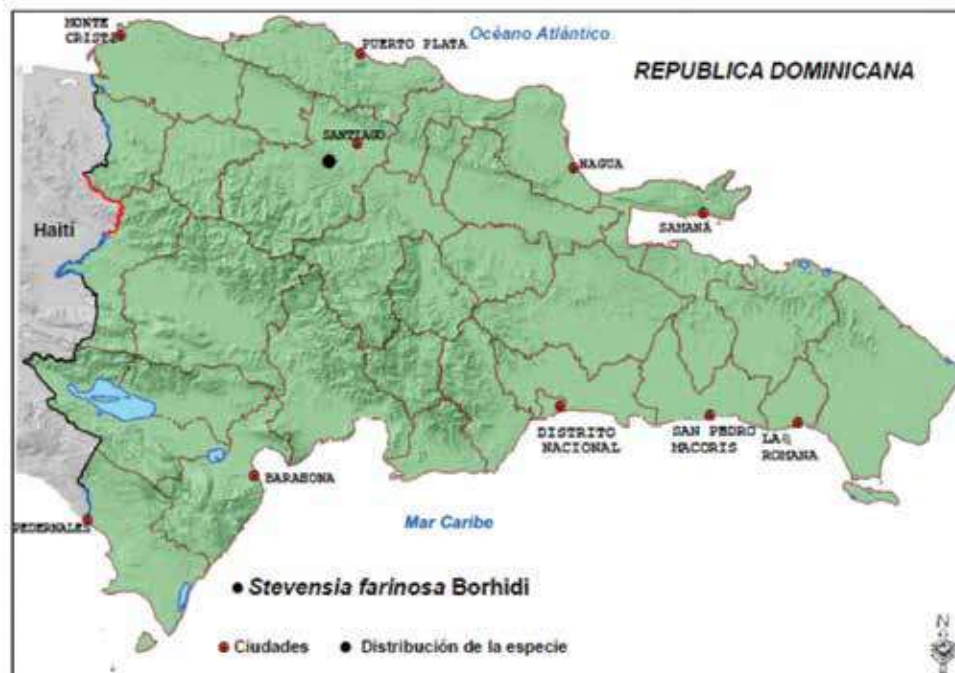 MONTE
CRISTI
Océano Atlántico
PUERTO PLATA
REPUBLICA DOMINICANA
SANTIAGO
NAGUA
SAMANÁ
Haití
DISTRITO
NACIONAL
SAN PEDRO
MACORIS
LA
ROMANA
BARAHONA
PEDERNALES
Mar Caribe
Stevensia farinosa Borhidi
Ciudades
Distribución de la especie
N